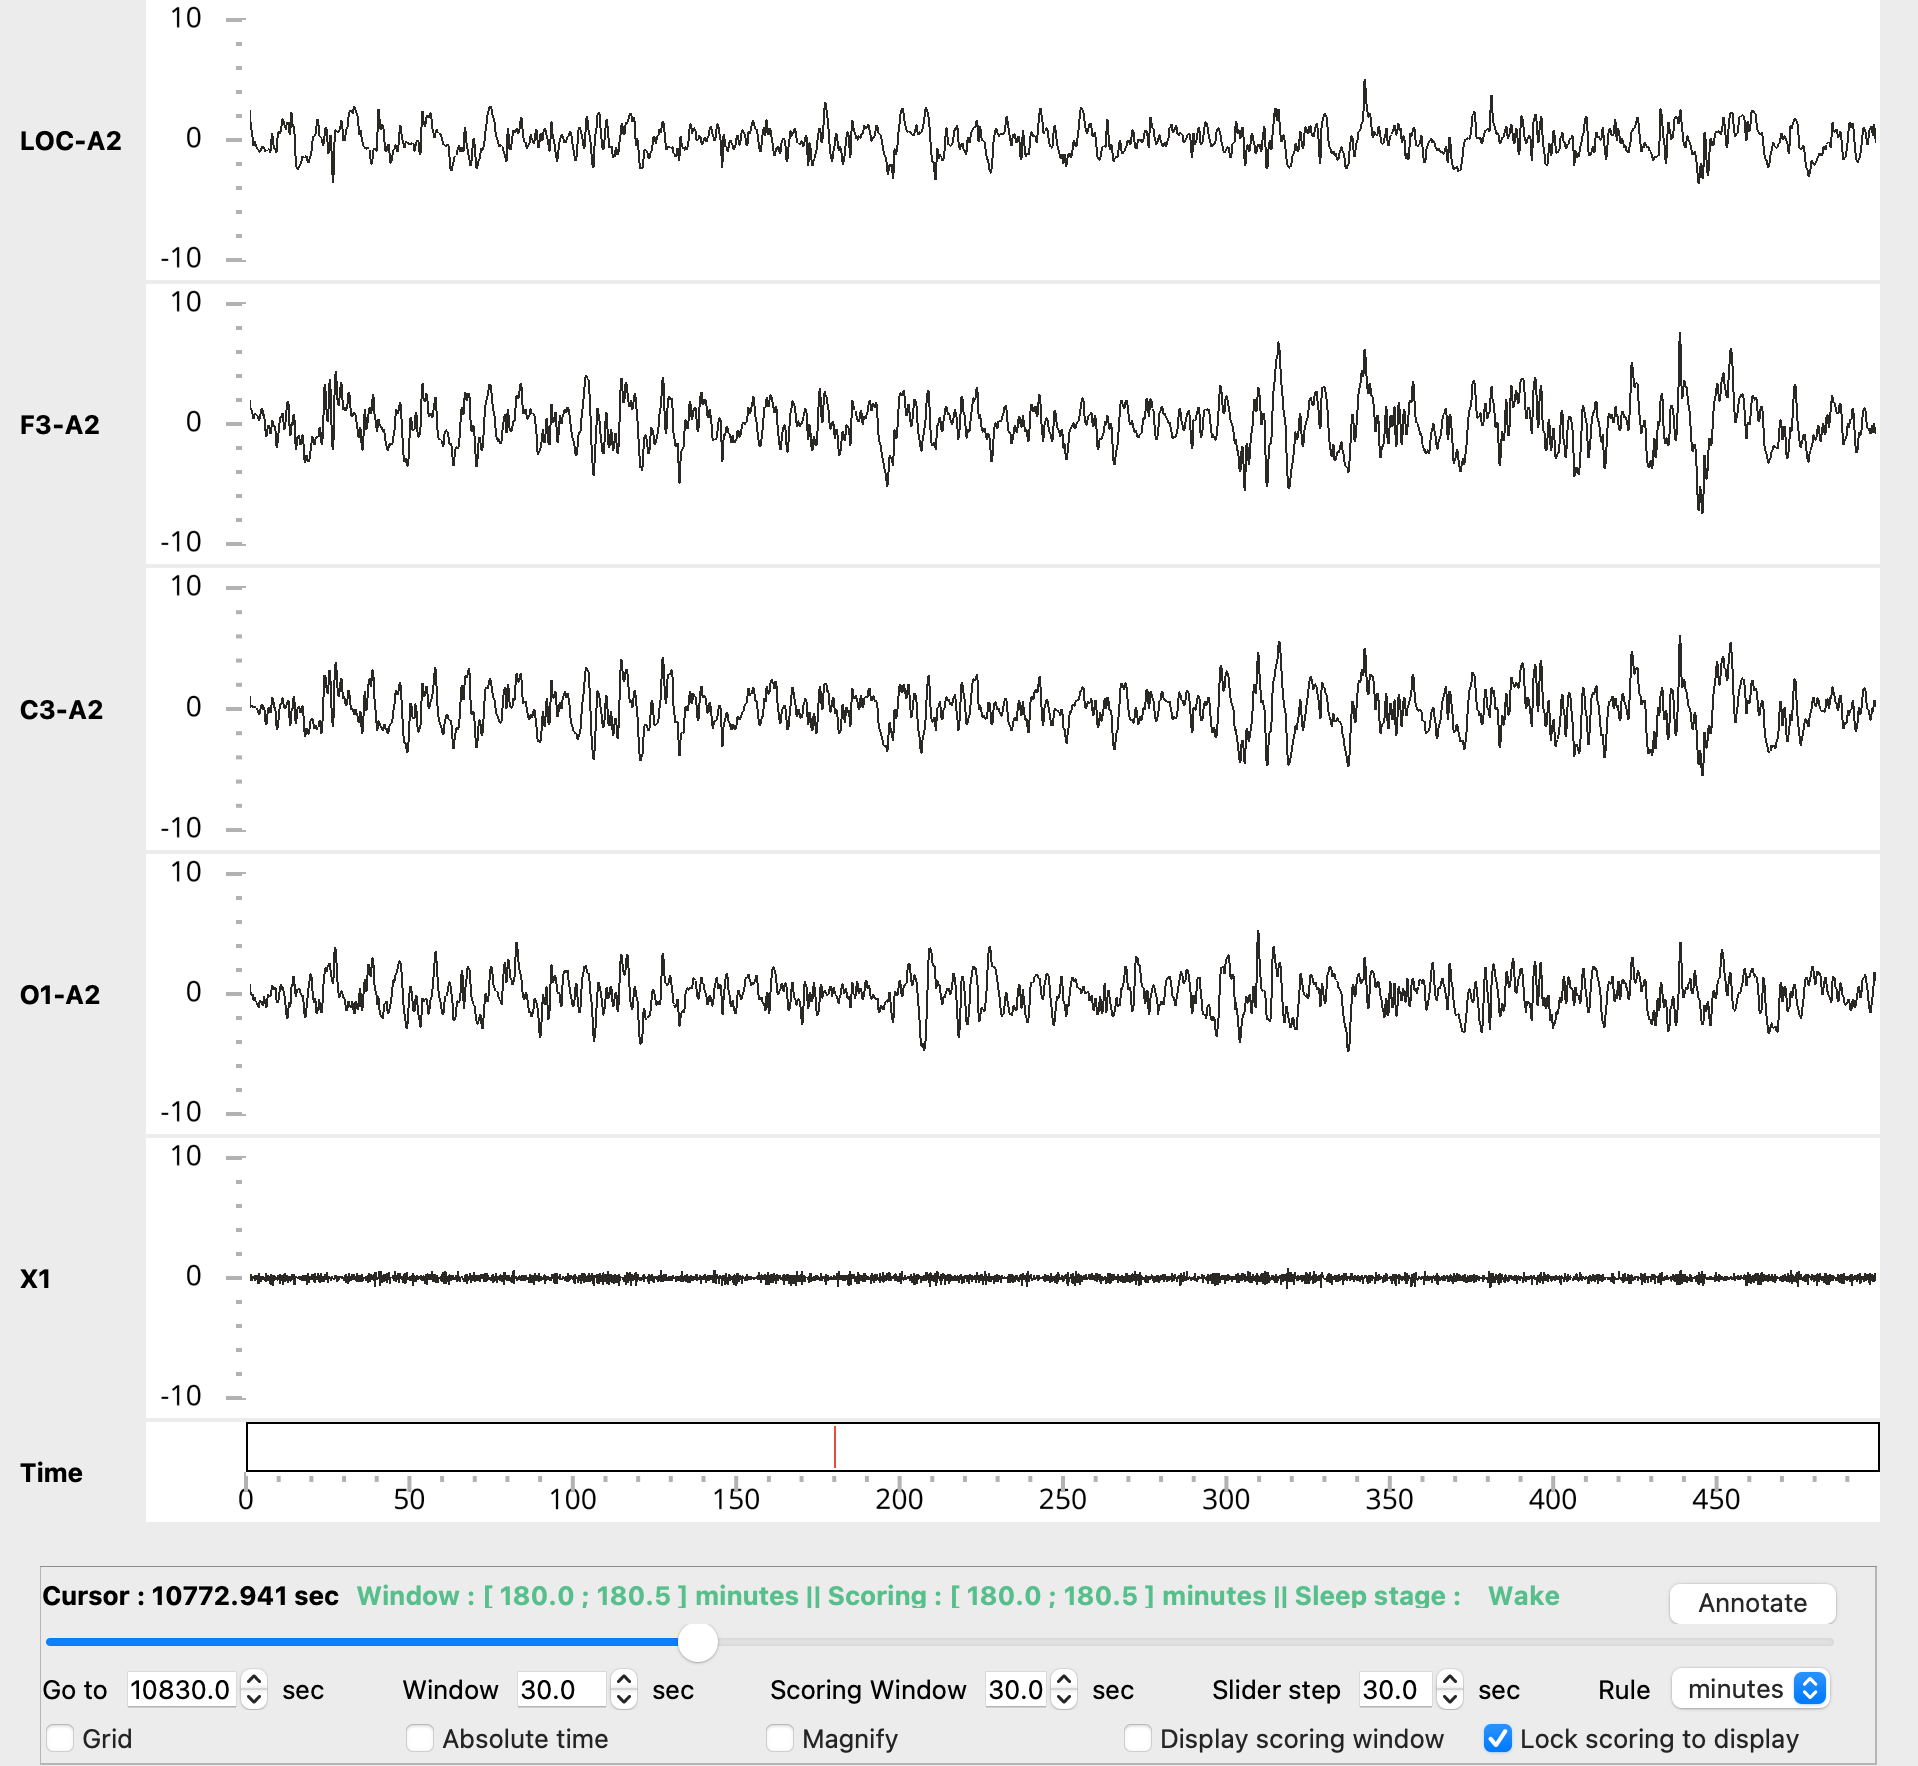 10
LOC-A2
0
-10
10
F3-A2
0
-10
10
C3-A2
0
-10
10
O1-A2
0
-10
10
X1
0
-10
Time
0 50 100 150 200 250 300 350 400 450
Cursor : 10772.941 sec Window : [ 180.0 ; 180.5 ] minutes || Scoring : [ 180.0 ; 180.5 ] minutes || Sleep stage : Wake Annotate
Go to 10830.0 sec Window 30.0 sec Scoring Window 30.0 sec Slider step 30.0 sec Rule minutes
Grid Absolute time Magnify Display scoring window Lock scoring to display